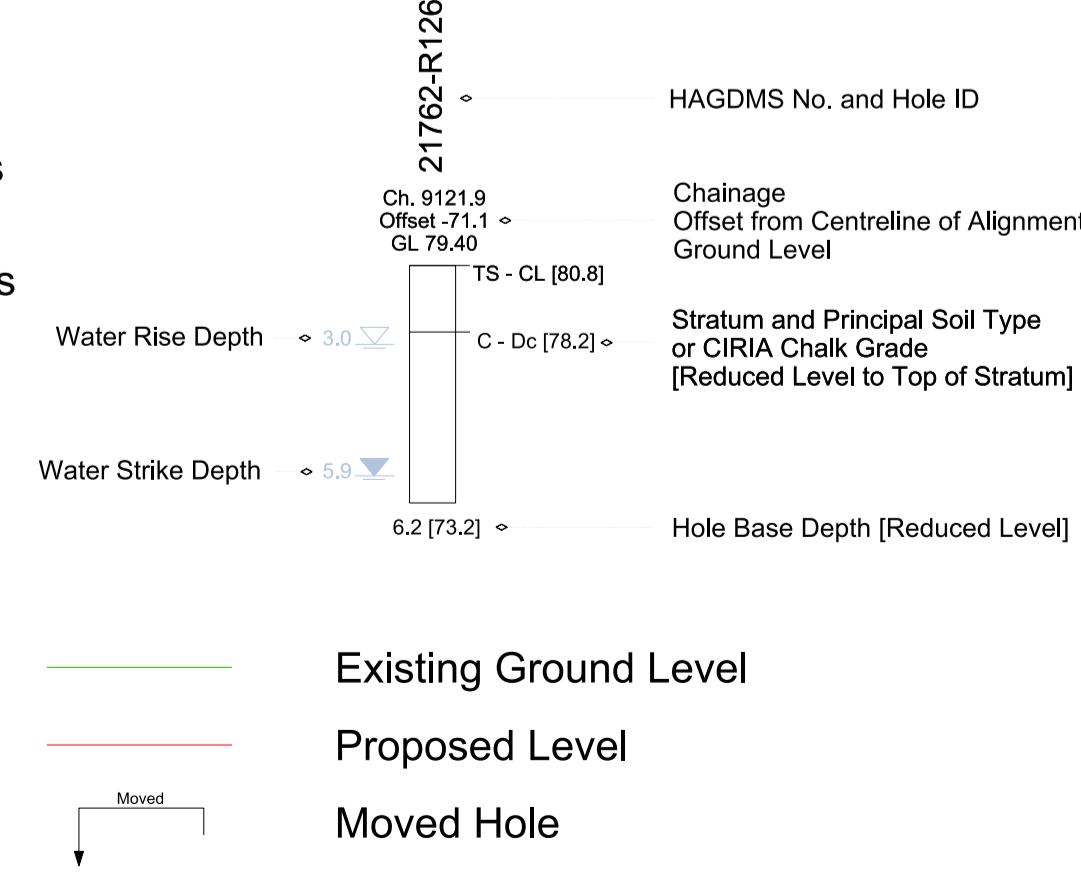 21762-R126
HAGDMS No. and Hole ID
Ch. 9121.9
Offset -71.1
GL 79.40
Chainage
Offset from Centreline of Alignment
Ground Level
TS - CL [80.8]
Water Rise Depth
3.0
C - Dc [78.2]
Stratum and Principal Soil Type
or CIRIA Chalk Grade
[Reduced Level to Top of Stratum]
Water Strike Depth
5.9
6.2 [73.2]
Hole Base Depth [Reduced Level]
Existing Ground Level
Proposed Level
Moved
Moved Hole